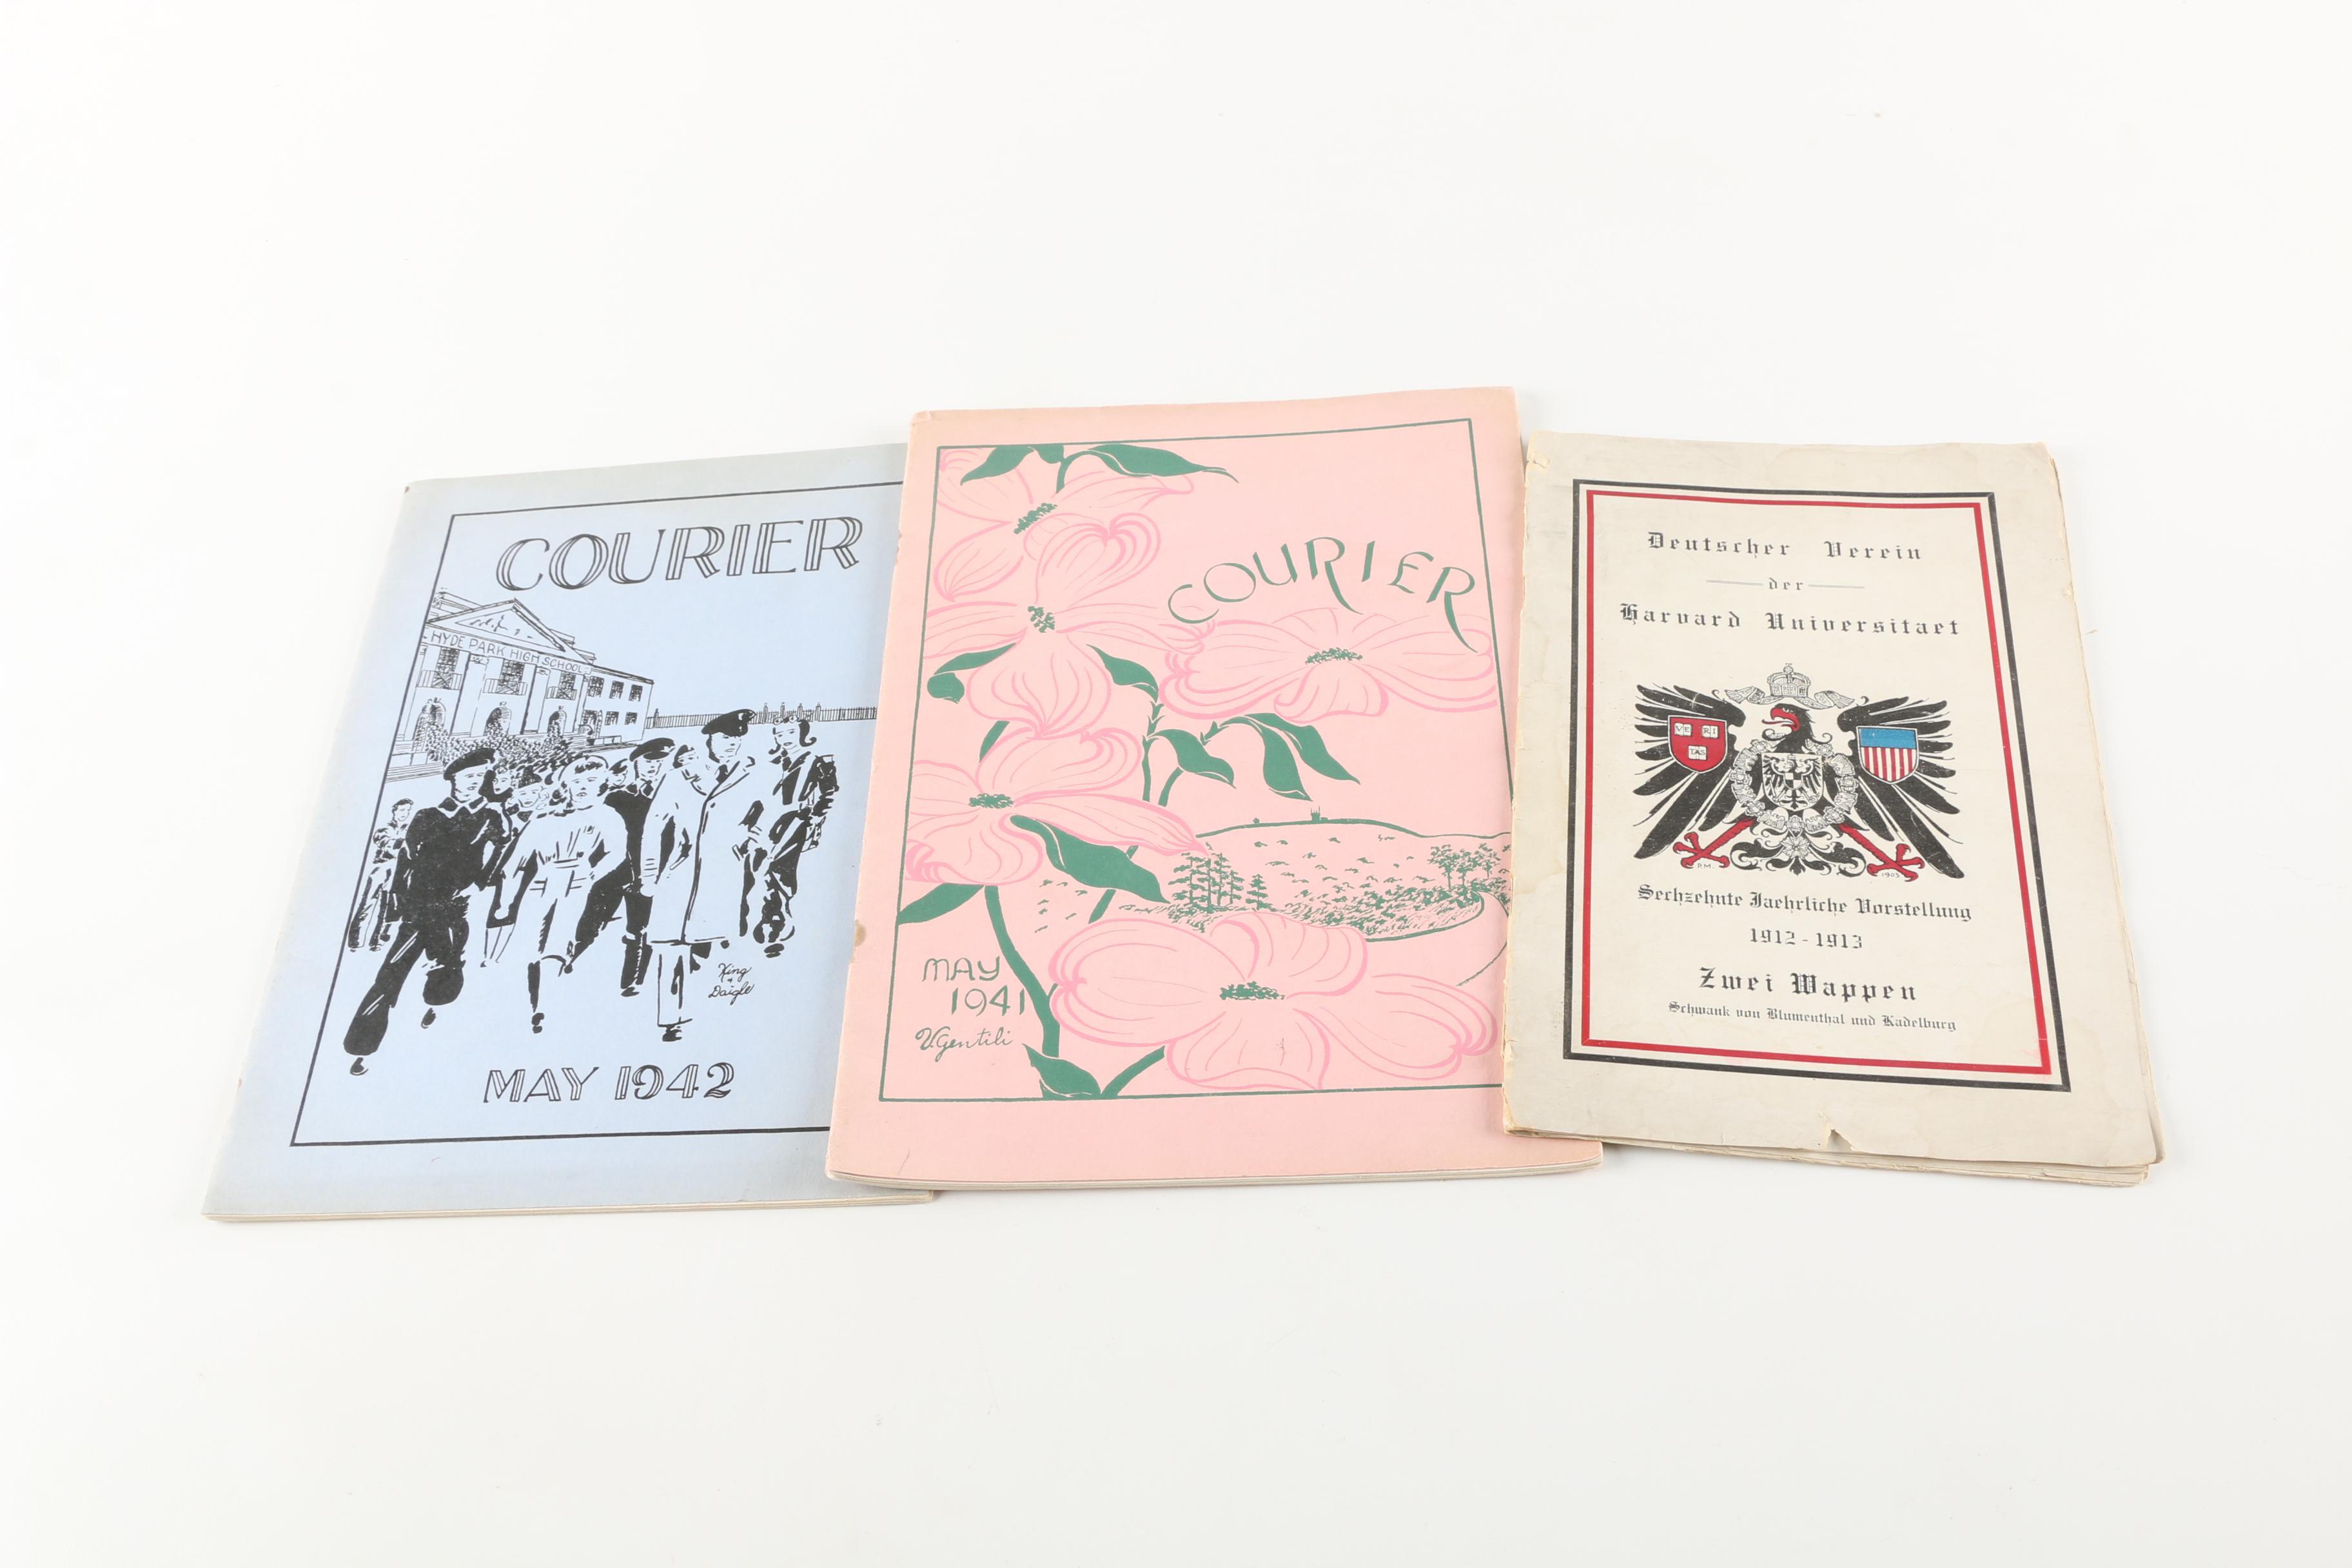 COURIER
HYDE PARK HIGH SCHOOL
King
Daigle
MAY 1942
COURIER
MAY
1941
V. Gentili
Deutscher Verein
der
Harvard Universitaet
VE RI
TAS
P.M. 1903
Sechzehnte Jaehrliche Vorstellung
1912-1913
Zwei Wappen
Schwank von Blumenthal und Kadelburg